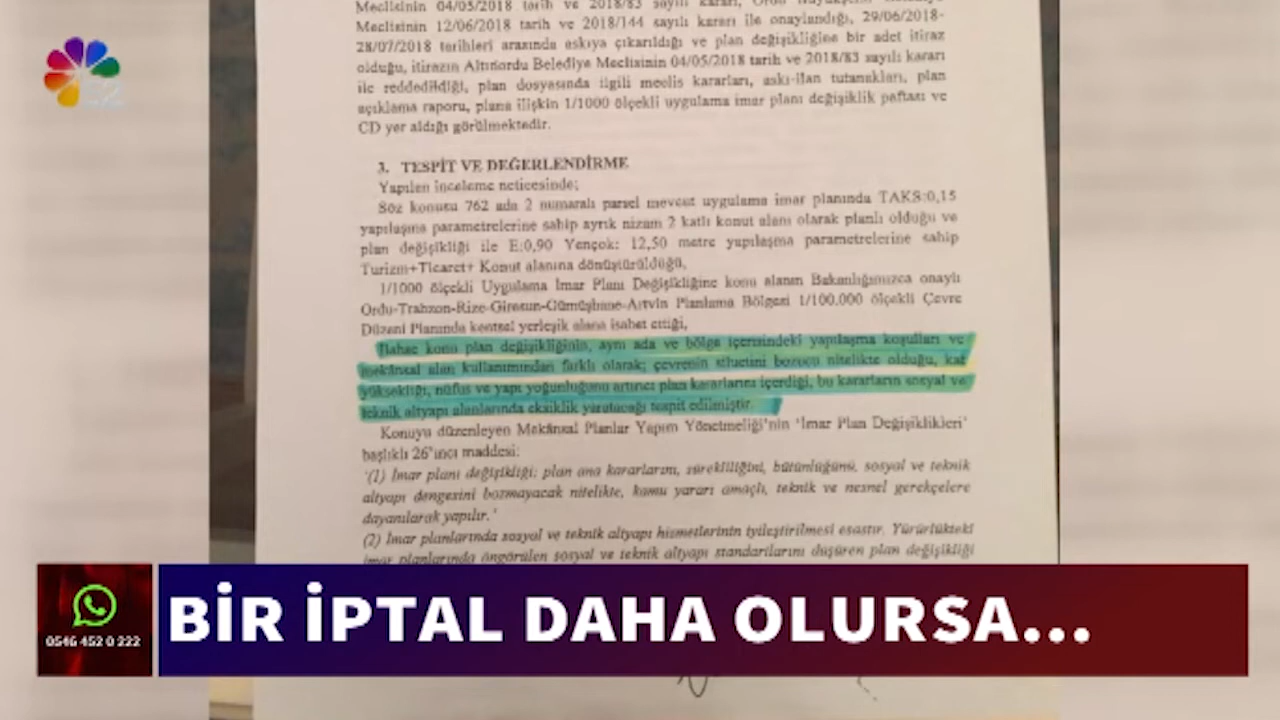 Meclisinin 04/05/2018 tarih ve 2018/83 sayılı kararı, Ordu
Meclisinin 12/06/2018 tarih ve 2018/144 sayılı kararı ile onaylandığı, 29/06/2018-
28/07/2018 tarihleri arasında askıya çıkarıldığı ve plan değişikliğine bir adet itiraz
olduğu, itirazın Altınordu Belediye Meclisinin 04/05/2018 tarih ve 2018/83 sayılı kararı
ile reddedildiği, plan dosyasında ilgili meclis kararları, askı-ilan tutanakları, plan
açıklama raporu, plana ilişkin 1/1000 ölçekli uygulama imar planı değişiklik paftası ve
CD yer aldığı görülmektedir.
3. TESPİT VE DEĞERLENDİRME
Yapılan inceleme neticesinde;
Söz konusu 762 ada 2 numaralı parsel mevcut uygulama imar planında TAKS:0,15
yapılaşma parametrelerine sahip ayrık nizam 2 katlı konut alanı olarak planlı olduğu ve
plan değişikliği ile E:0,90 Yençok: 12,50 metre yapılaşma parametrelerine sahip
Turizm+Ticaret+ Konut alanına dönüştürüldüğü,
1/1000 ölçekli Uygulama İmar Planı Değişikliğine konu alanın Bakanlığımızca onaylı
Ordu-Trabzon-Rize-Giresun-Gümüşhane-Artvin Planlama Bölgesi 1/100.000 ölçekli Çevre
Düzeni Planında kentsel yerleşik alana isabet ettiği,
Bahse konu plan değişikliğinin, aynı ada ve bölge içerisindeki yapılaşma koşulları ve
mekânsal alan kullanımından farklı olarak; çevrenin siluetini bozucu nitelikte olduğu, kat
yüksekliği, nüfus ve yapı yoğunluğunu artırıcı plan kararlarını içerdiği, bu kararların sosyal ve
teknik altyapı alanlarında eksiklik yaratacağı tespit edilmiştir.
Konuyu düzenleyen Mekânsal Planlar Yapım Yönetmeliği'nin 'İmar Plan Değişiklikleri'
başlıklı 26'ıncı maddesi:
'(1) İmar planı değişikliği; plan ana kararlarını, sürekliliğini, bütünlüğünü, sosyal ve teknik
altyapı dengesini bozmayacak nitelikte, kamu yararı amaçlı, teknik ve nesnel gerekçelere
dayanılarak yapılır.'
(2) İmar planlarında sosyal ve teknik altyapı hizmetlerinin iyileştirilmesi esastır. Yürürlükteki
imar planlarında öngörülen sosyal ve teknik altyapı standartlarını düşüren plan değişikliği
0546 452 0 222
BİR İPTAL DAHA OLURSA...